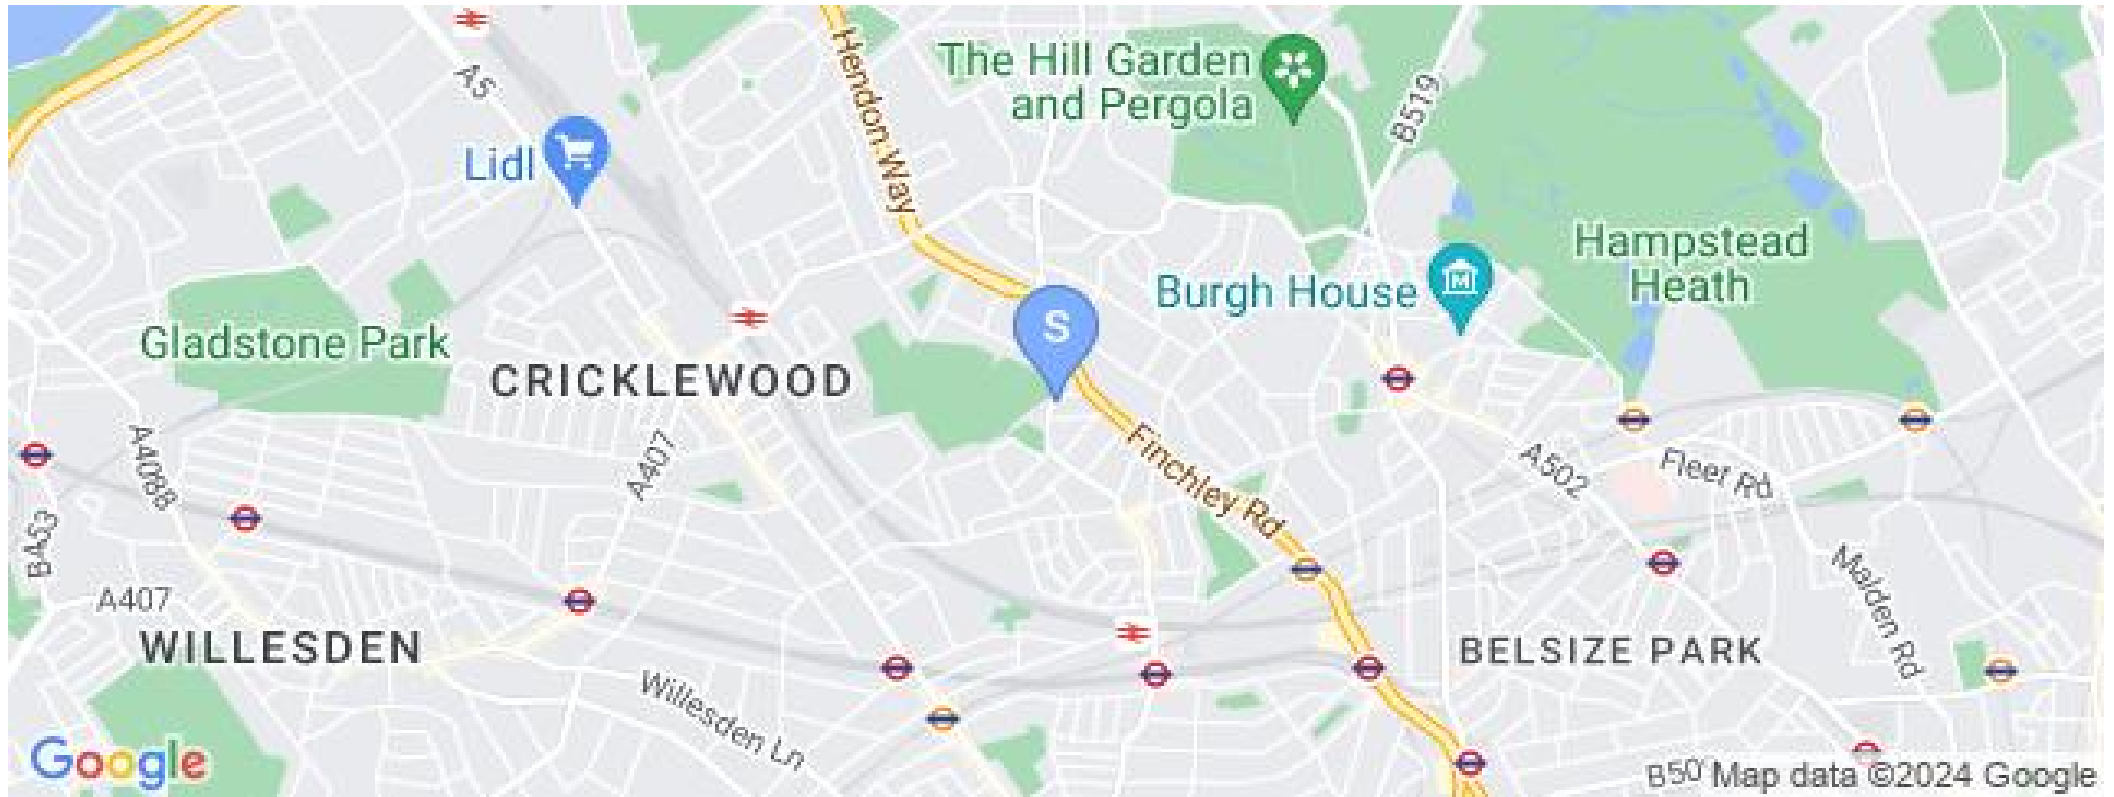 A5
Hendon Way
The Hill Garden
and Pergola
B519
Lidl
Hampstead
Heath
Burgh House
S
M
Gladstone Park
CRICKLEWOOD
A4088
A407
Finchley Rd
A502
Fleet Rd
B453
A407
Malden Rd
WILLESDEN
BELSIZE PARK
Willesden Ln
Google
B50
Map data ©2024 Google